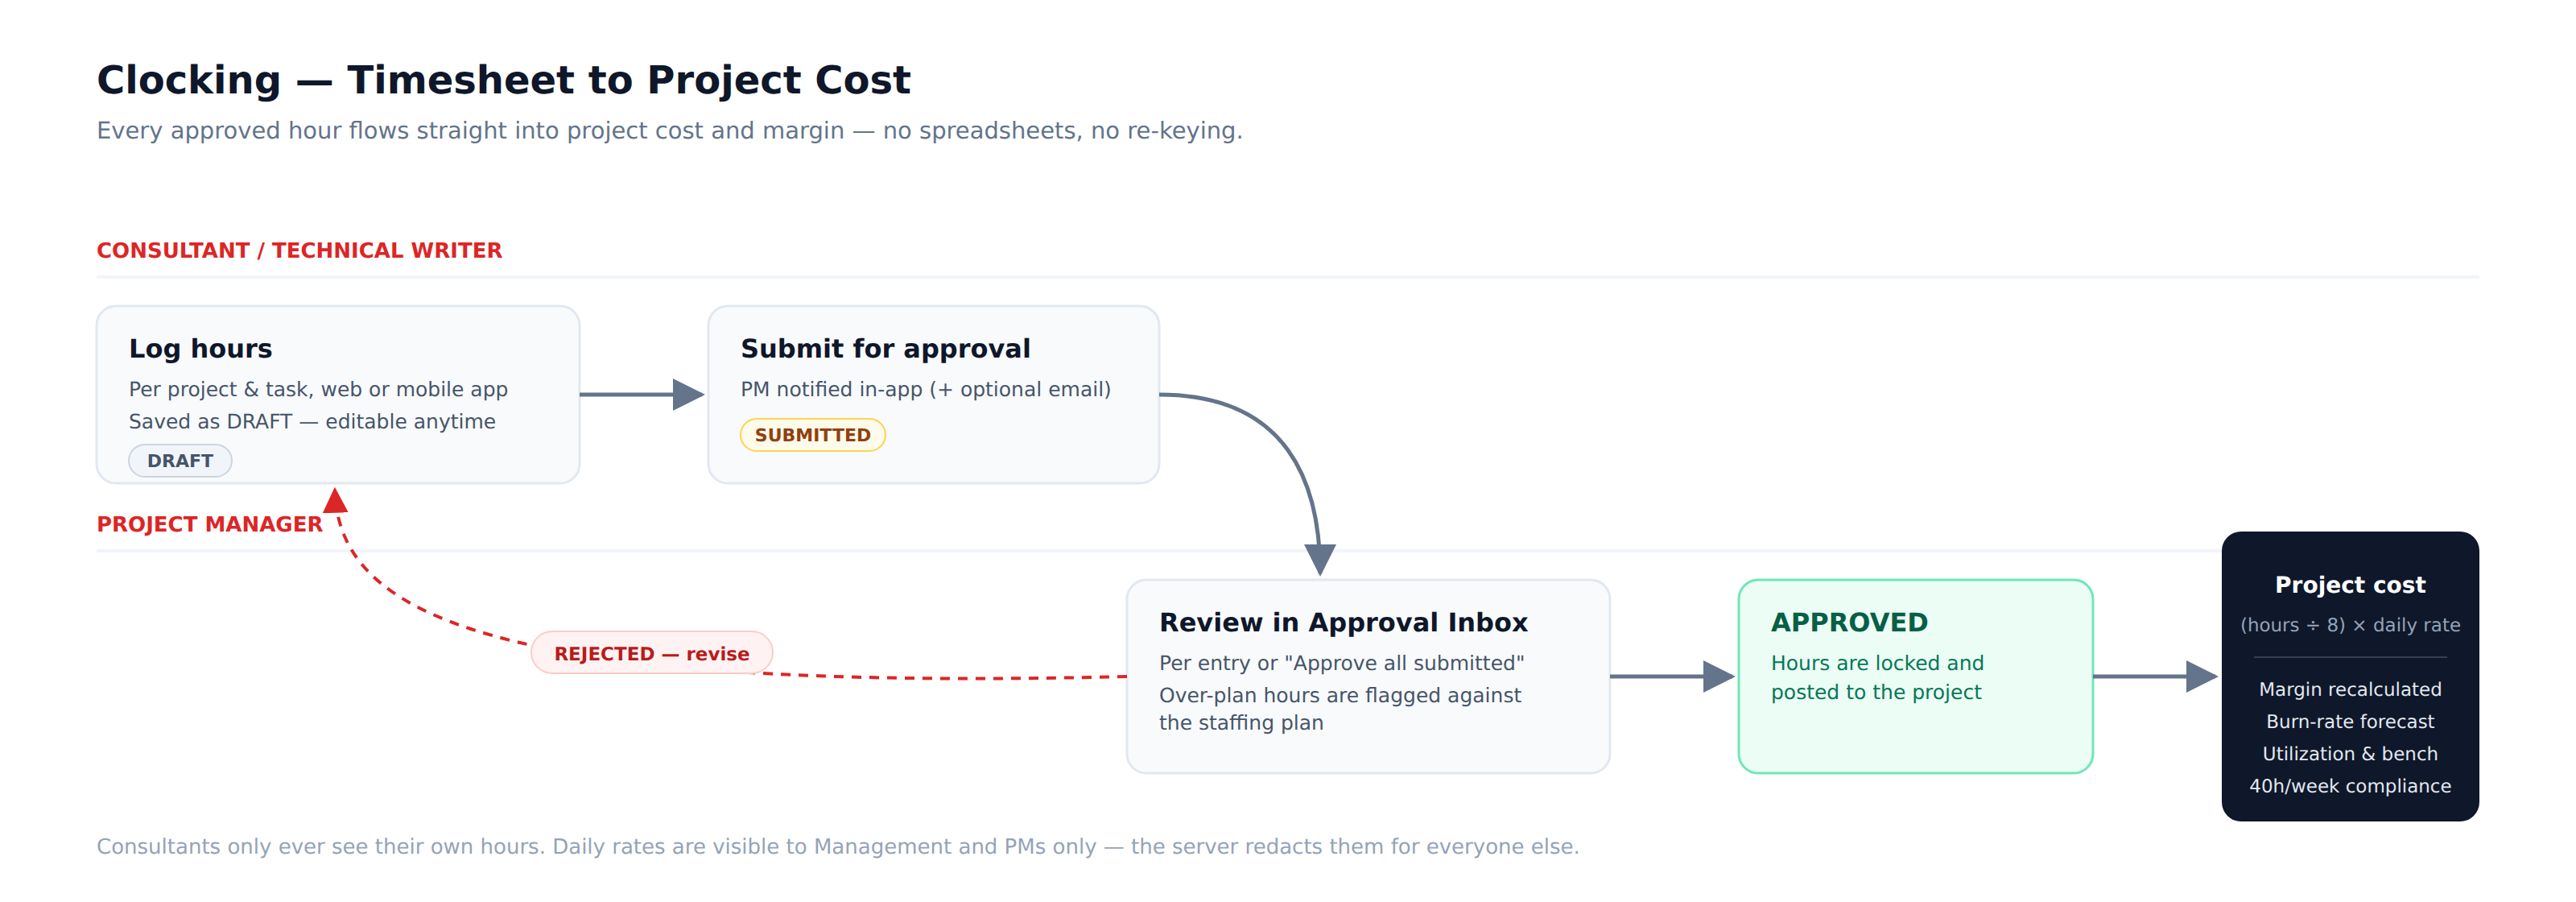 Clocking — Timesheet to Project Cost
Every approved hour flows straight into project cost and margin — no spreadsheets, no re-keying.
CONSULTANT / TECHNICAL WRITER
Log hours
Per project & task, web or mobile app
Saved as DRAFT — editable anytime
DRAFT
Submit for approval
PM notified in-app (+ optional email)
SUBMITTED
PROJECT MANAGER
REJECTED — revise
Review in Approval Inbox
Per entry or "Approve all submitted"
Over-plan hours are flagged against
the staffing plan
APPROVED
Hours are locked and
posted to the project
Project cost
(hours ÷ 8) × daily rate
Margin recalculated
Burn-rate forecast
Utilization & bench
40h/week compliance
Consultants only ever see their own hours. Daily rates are visible to Management and PMs only — the server redacts them for everyone else.